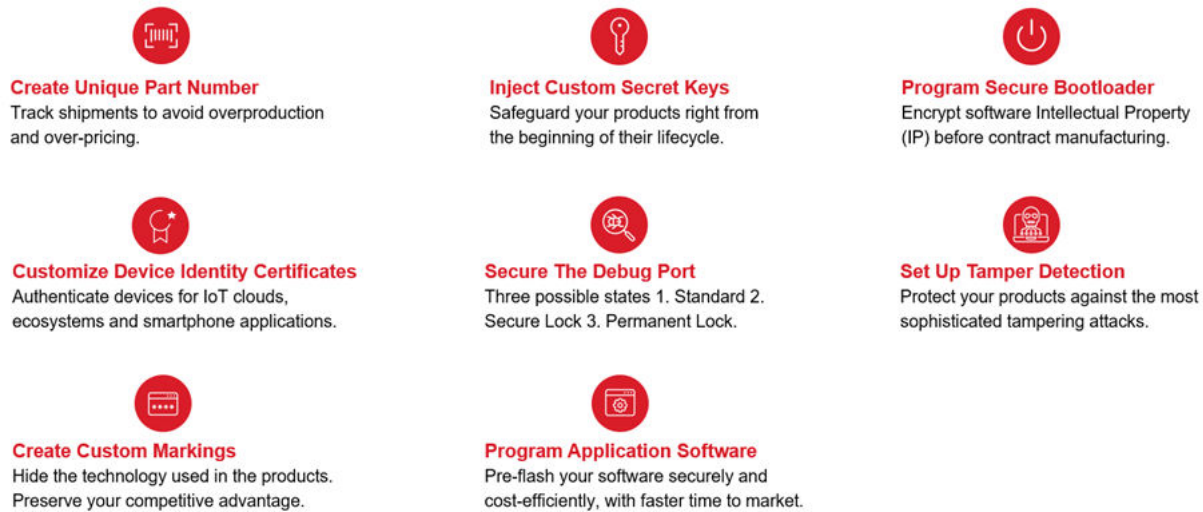 Create Unique Part Number
Track shipments to avoid overproduction
and over-pricing.
Inject Custom Secret Keys
Safeguard your products right from
the beginning of their lifecycle.
Program Secure Bootloader
Encrypt software Intellectual Property
(IP) before contract manufacturing.
Customize Device Identity Certificates
Authenticate devices for IoT clouds,
ecosystems and smartphone applications.
Secure The Debug Port
Three possible states 1. Standard 2.
Secure Lock 3. Permanent Lock.
Set Up Tamper Detection
Protect your products against the most
sophisticated tampering attacks.
Create Custom Markings
Hide the technology used in the products.
Preserve your competitive advantage.
Program Application Software
Pre-flash your software securely and
cost-efficiently, with faster time to market.